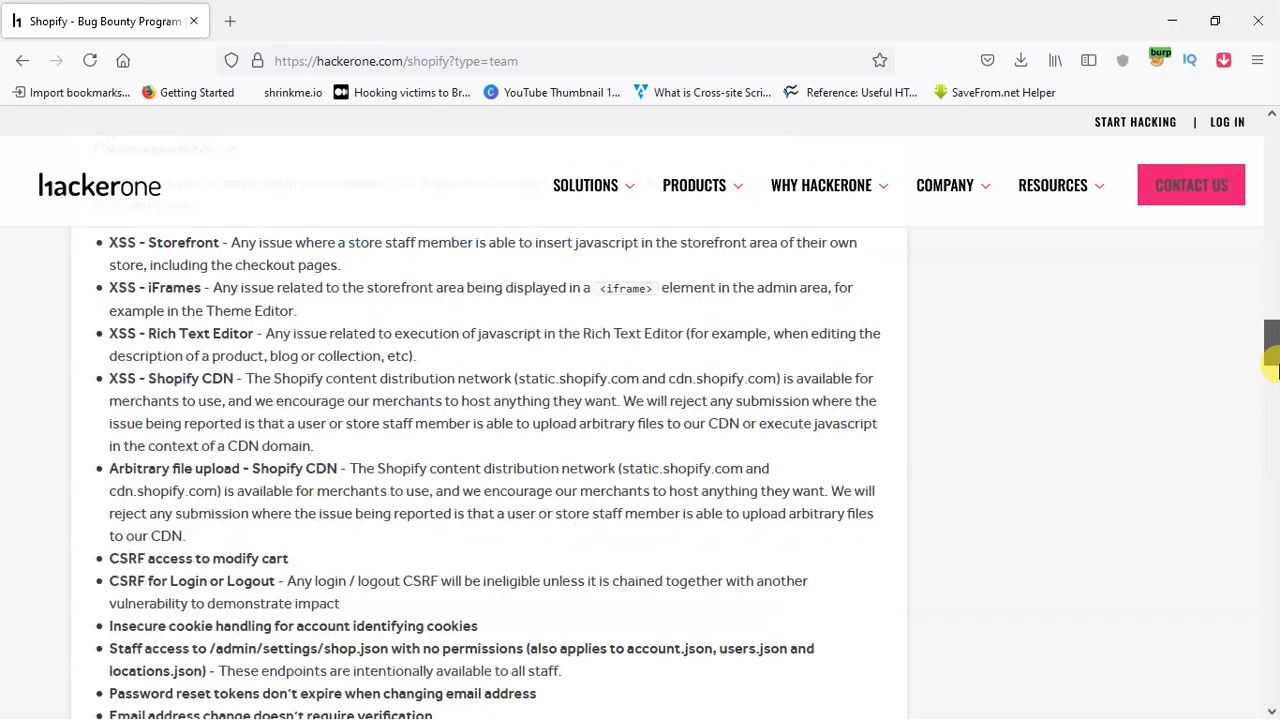 Shopify - Bug Bounty Program
https://hackerone.com/shopify?type=team
burp
IQ
Import bookmarks...
Getting Started
shrinkme.io
Hooking victims to Br...
YouTube Thumbnail 1...
What is Cross-site Scrip...
Reference: Useful HT...
SaveFrom.net Helper
START HACKING | LOG IN
hackerone
SOLUTIONS
PRODUCTS
WHY HACKERONE
COMPANY
RESOURCES
CONTACT US
• XSS - Storefront - Any issue where a store staff member is able to insert javascript in the storefront area of their own
store, including the checkout pages.
• XSS - iFrames - Any issue related to the storefront area being displayed in a <iframe> element in the admin area, for
example in the Theme Editor.
• XSS - Rich Text Editor - Any issue related to execution of javascript in the Rich Text Editor (for example, when editing the
description of a product, blog or collection, etc).
• XSS - Shopify CDN - The Shopify content distribution network (static.shopify.com and cdn.shopify.com) is available for
merchants to use, and we encourage our merchants to host anything they want. We will reject any submission where the
issue being reported is that a user or store staff member is able to upload arbitrary files to our CDN or execute javascript
in the context of a CDN domain.
• Arbitrary file upload - Shopify CDN - The Shopify content distribution network (static.shopify.com and
cdn.shopify.com) is available for merchants to use, and we encourage our merchants to host anything they want. We will
reject any submission where the issue being reported is that a user or store staff member is able to upload arbitrary files
to our CDN.
• CSRF access to modify cart
• CSRF for Login or Logout - Any login / logout CSRF will be ineligible unless it is chained together with another
vulnerability to demonstrate impact
• Insecure cookie handling for account identifying cookies
• Staff access to /admin/settings/shop.json with no permissions (also applies to account.json, users.json and
locations.json) - These endpoints are intentionally available to all staff.
• Password reset tokens don't expire when changing email address
• Email address change doesn't require verification